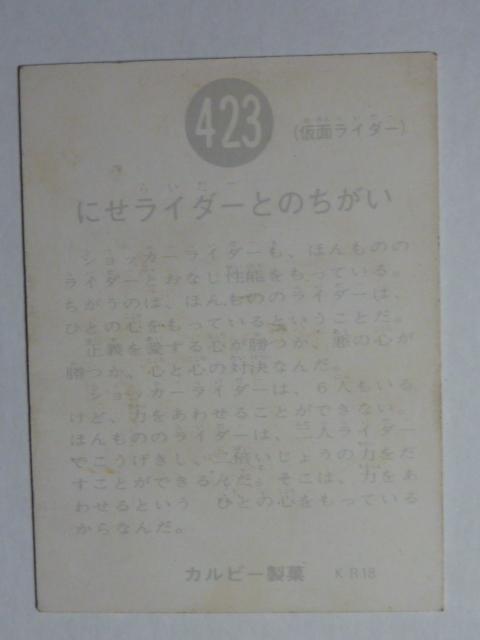 423
(仮面ライダー)
にせライダーとのちがい
ショッカーライダーも、ほんものの
ライダーとおなじ性能をもっている。
ちがうのは、ほんもののライダーは、
ひとの心をもっているということだ。
正義を愛する心が勝つか、悪の心が
勝つか、心と心の対決なんだ。
ショッカーライダーは、6人もいる
けど、力をあわせることができない。
ほんもののライダーは、二人ライダー
でこうげきし、二倍いじょうの力をだ
すことができるんだ。そこは、力をあ
わせるという ひとの心をもっている
からなんだ。
カルビー製菓 KR18